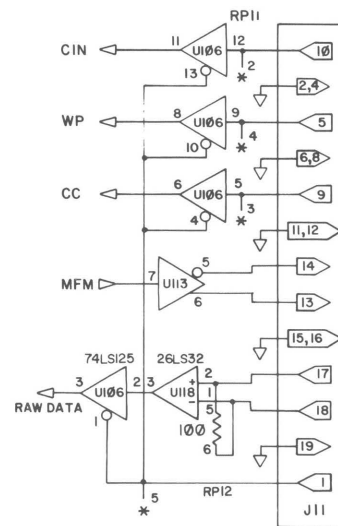 RP11
CIN 11 U106 12 10
13 * 2
2,4
WP 8 U106 9 5
10 * 4
6,8
CC 6 U106 5 9
4 * 3
11,12
5 14
MFM 7 U113
6 13
15,16
74LS125 26LS32
3 U106 2 3 U118 + 2 17
RAW DATA - 1 18
1 100 5
6 19
* 5 RP12 1
J11